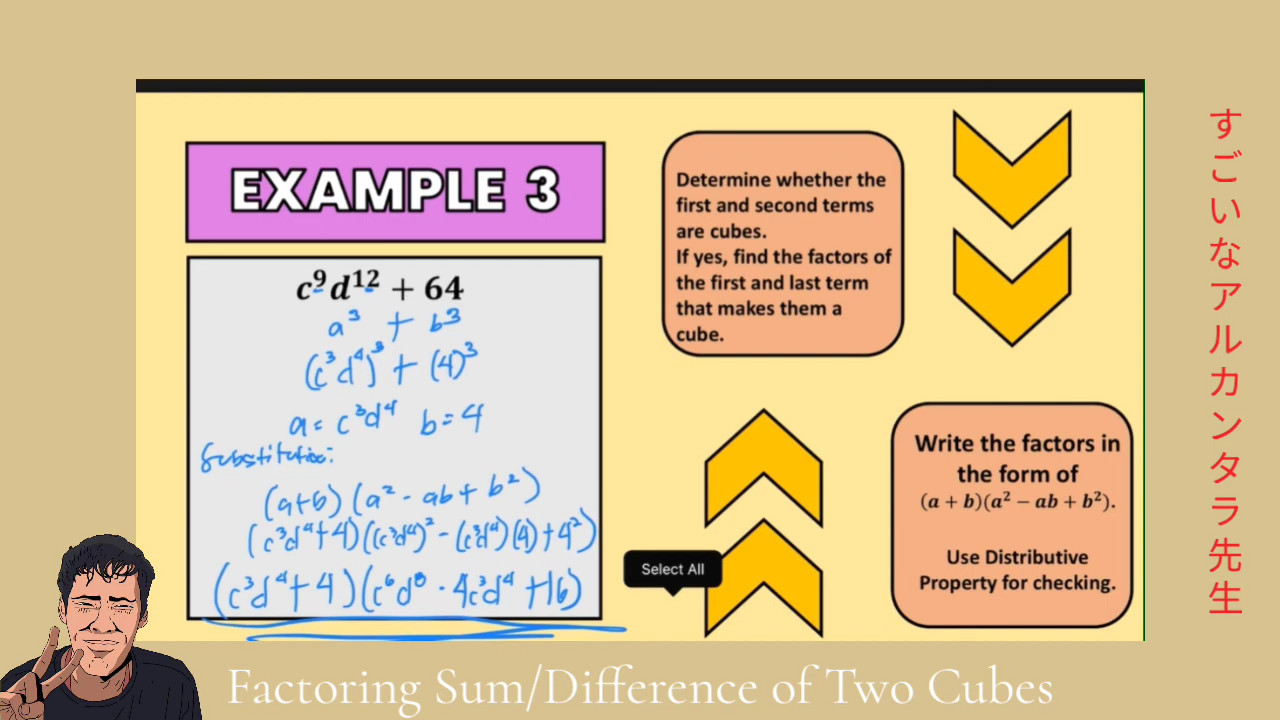 EXAMPLE 3
c⁹d¹² + 64
a³ + b³
(c³d⁴)³ + (4)³
a = c³d⁴ b = 4
Substitution:
(a+b)(a² - ab + b²)
(c³d⁴+4)((c³d⁴)² - (c³d⁴)(4)+4²)
(c³d⁴+4)(c⁶d⁸ - 4c³d⁴ +16)
Determine whether the
first and second terms
are cubes.
If yes, find the factors of
the first and last term
that makes them a
cube.
Write the factors in
the form of
(a + b)(a² − ab + b²).
Use Distributive
Property for checking.
Select All
すごいなアルカンタラ先生
Factoring Sum/Difference of Two Cubes